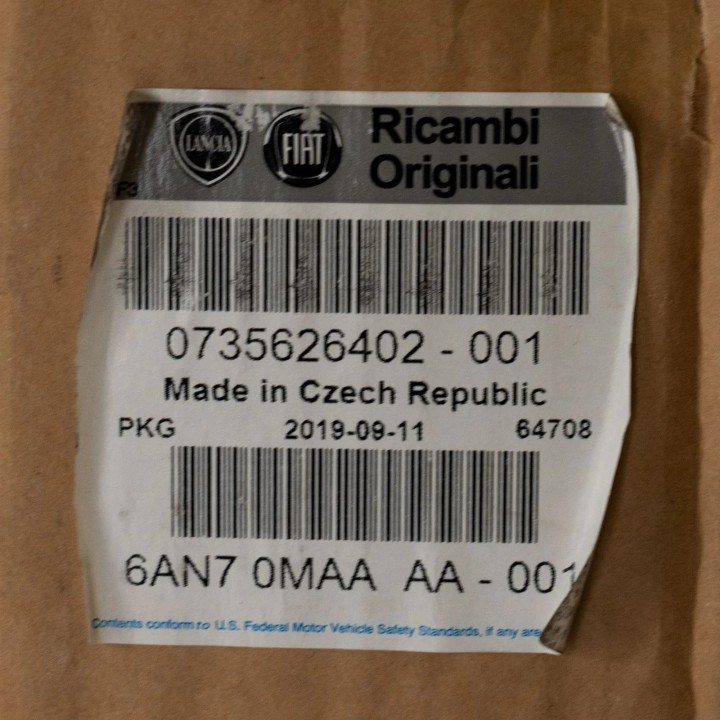 LANCIA FIAT Ricambi
Originali
P3
0735626402 - 001
Made in Czech Republic
PKG 2019-09-11 64708
6AN7 0MAA AA - 001
Contents conform to U.S. Federal Motor Vehicle Safety Standards, if any are